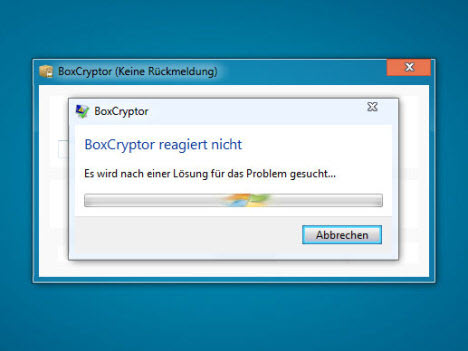 BoxCryptor (Keine Rückmeldung)
BoxCryptor
BoxCryptor reagiert nicht
Es wird nach einer Lösung für das Problem gesucht...
Abbrechen